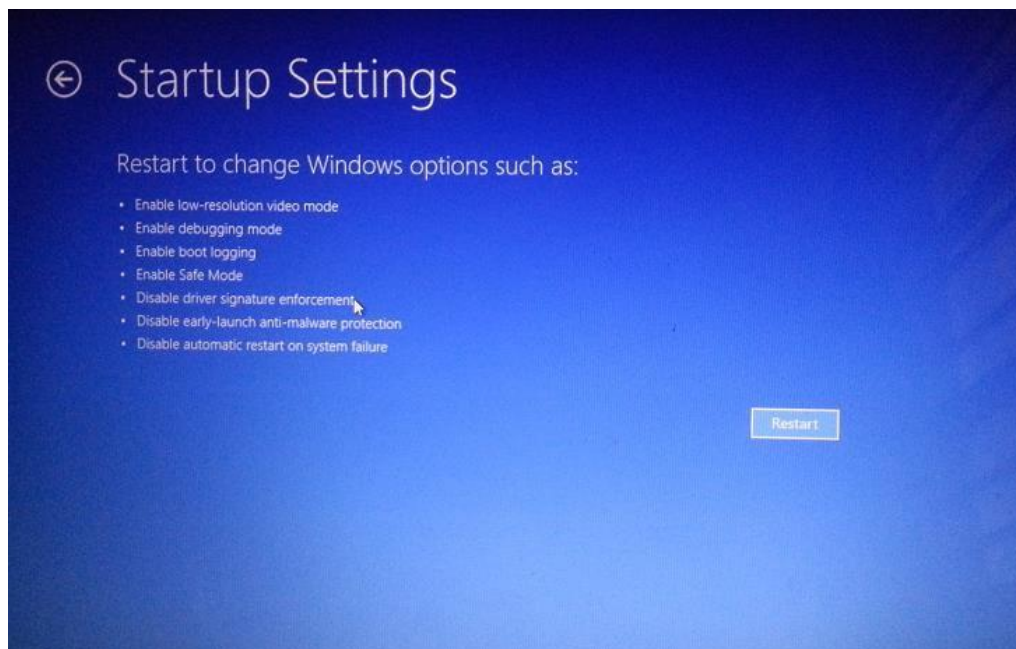 Startup Settings
Restart to change Windows options such as:
• Enable low-resolution video mode
• Enable debugging mode
• Enable boot logging
• Enable Safe Mode
• Disable driver signature enforcement
• Disable early-launch anti-malware protection
• Disable automatic restart on system failure
Restart